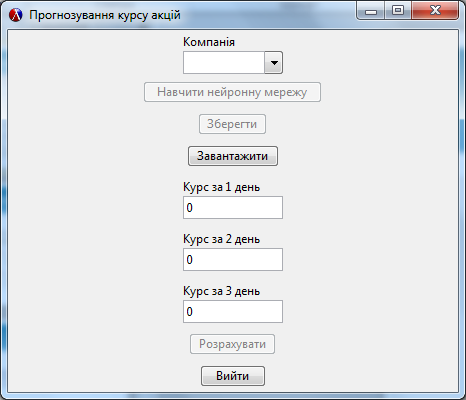 Прогнозування курсу акцій
Компанія
Навчити нейронну мережу
Зберегти
Завантажити
Курс за 1 день
0
Курс за 2 день
0
Курс за 3 день
0
Розрахувати
Вийти